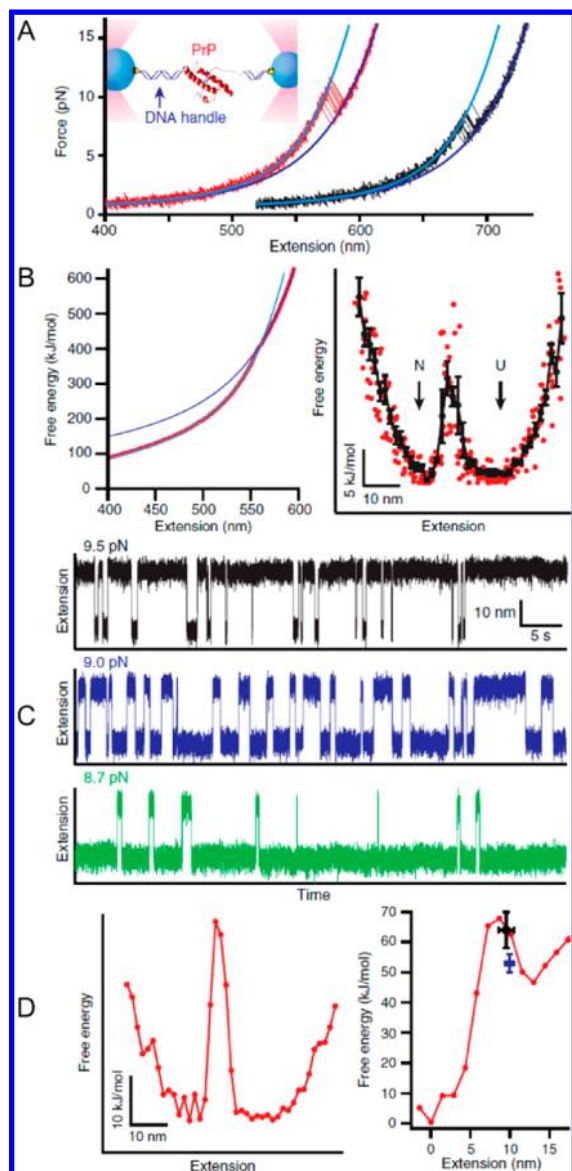 A
15
10
5
0
Force (pN)
PrP
DNA handle
400
500
600
700
Extension (nm)
B
600
500
400
300
200
100
0
Free energy (kJ/mol)
400
450
500
550
600
Extension (nm)
Free energy
N
U
5 kJ/mol
10 nm
Extension
C
9.5 pN
Extension
10 nm
5 s
9.0 pN
Extension
8.7 pN
Extension
Time
D
Free energy
10 kJ/mol
10 nm
Extension
70
60
50
40
30
20
10
0
Free energy (kJ/mol)
0
5
10
15
Extension (nm)